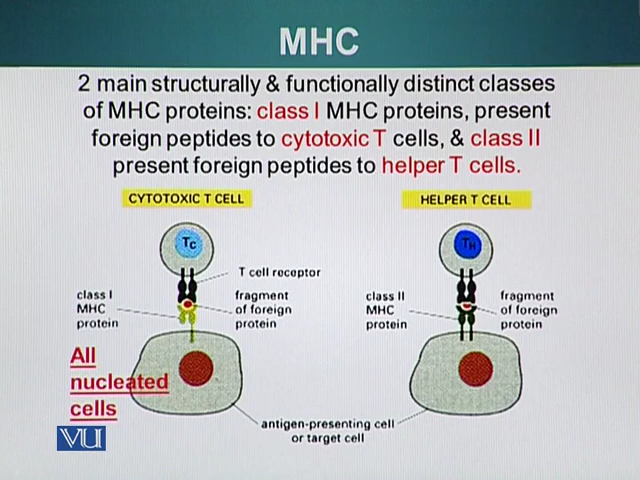 MHC
2 main structurally & functionally distinct classes
of MHC proteins: class I MHC proteins, present
foreign peptides to cytotoxic T cells, & class II
present foreign peptides to helper T cells.
CYTOTOXIC T CELL
HELPER T CELL
Tc
TH
T cell receptor
class I
MHC
protein
fragment
of foreign
protein
class II
MHC
protein
fragment
of foreign
protein
All
nucleated
cells
antigen-presenting cell
or target cell
VU